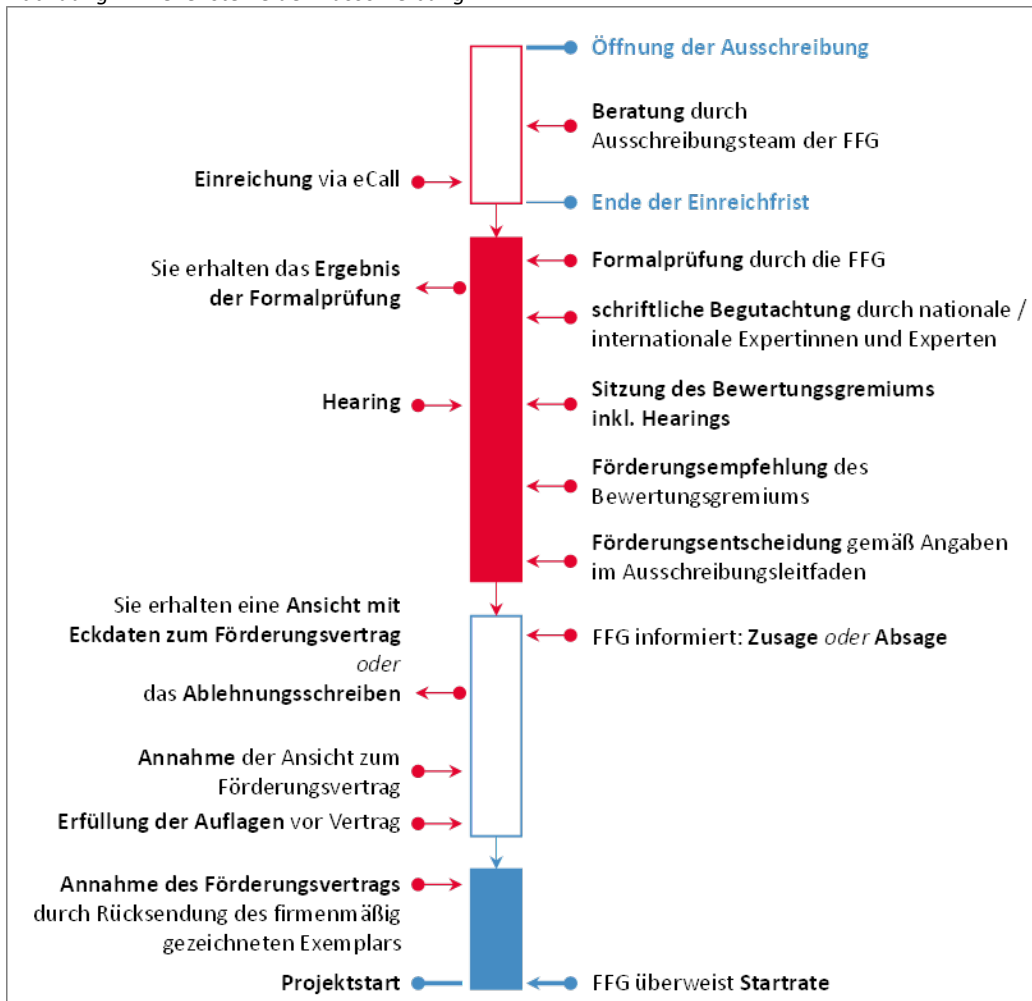 Öffnung der Ausschreibung
Beratung durch
Ausschreibungsteam der FFG
Einreichung via eCall
Ende der Einreichfrist
Formalprüfung durch die FFG
Sie erhalten das Ergebnis
der Formalprüfung
schriftliche Begutachtung durch nationale /
internationale Expertinnen und Experten
Hearing
Sitzung des Bewertungsgremiums
inkl. Hearings
Förderungsempfehlung des
Bewertungsgremiums
Förderungsentscheidung gemäß Angaben
im Ausschreibungsleitfaden
Sie erhalten eine Ansicht mit
Eckdaten zum Förderungsvertrag
oder
das Ablehnungsschreiben
FFG informiert: Zusage oder Absage
Annahme der Ansicht zum
Förderungsvertrag
Erfüllung der Auflagen vor Vertrag
Annahme des Förderungsvertrags
durch Rücksendung des firmenmäßig
gezeichneten Exemplars
Projektstart
FFG überweist Startrate